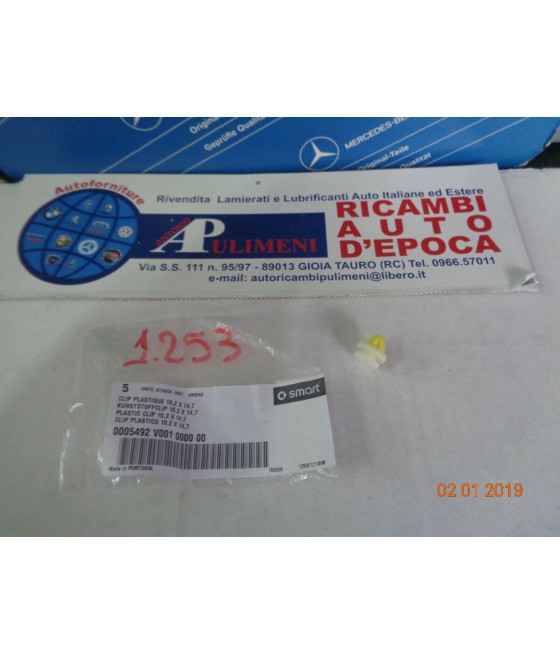 Original-
Geprüfte Qualität
MERCEDES-BENZ
Original-Teile
Qualität
Autoforniture
Rivendita Lamierati e Lubrificanti Auto Italiane ed Estere
ANTONINO
PULIMENI
RICAMBI
AUTO
D'EPOCA
Via S.S. 111 n. 95/97 - 89013 GIOIA TAURO (RC) Tel. 0966.57011
e-mail: autoricambipulimeni@libero.it
1.253
5
smart
CLIP PLASTIQUE 10,2 X 14,7
KUNSTSTOFFCLIP 10,2 X 14,7
PLASTIC CLIP 10,2 X 14,7
CLIP PLASTICO 10,2 X 14,7
0005492 V001 0000 00
Made in PORTUGAL
02 01 2019